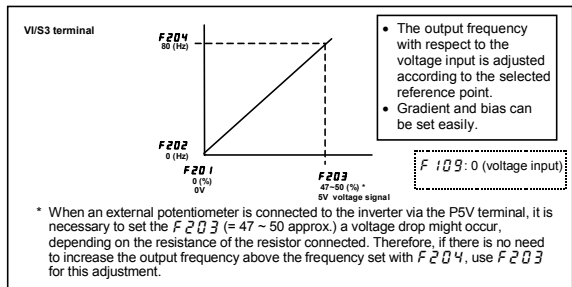 VI/S3 terminal
F204
80 (Hz)
• The output frequency
with respect to the
voltage input is adjusted
according to the selected
reference point.
• Gradient and bias can
be set easily.
F202
0 (Hz)
F201
0 (%)
0V
F203
47~50 (%) *
5V voltage signal
F109: 0 (voltage input)
* When an external potentiometer is connected to the inverter via the P5V terminal, it is
necessary to set the F203 (= 47 ~ 50 approx.) a voltage drop might occur,
depending on the resistance of the resistor connected. Therefore, if there is no need
to increase the output frequency above the frequency set with F204, use F203
for this adjustment.